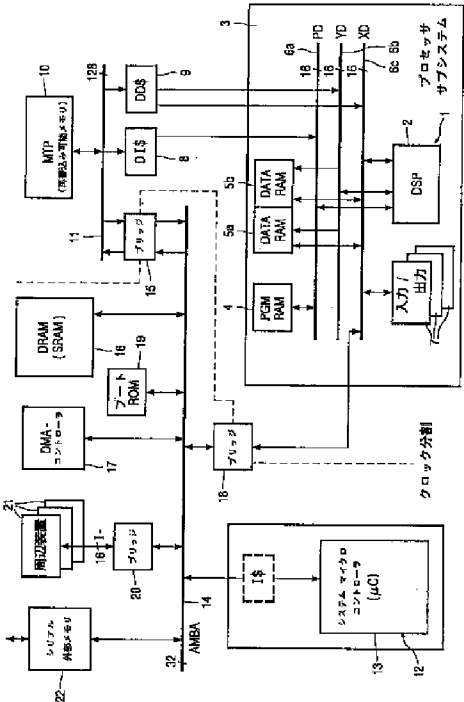 22
シリアル
外部メモリ
21
周辺装置
16
I-
ブリッジ
20
17
DMA-
コントローラ
16
DRAM
(SRAM)
19
ブート
ROM
10
MTP
(再書込み可能メモリ)
11
128
ブリッジ
15
DI$
8
DD$
9
32
AMBA
14
ブリッジ
18
クロック分割
I$
システム マイクロ
コントローラ
(μC)
13
12
3
4
PGM
RAM
5a
DATA
RAM
5b
DATA
RAM
16
16
16
6a
PD
YD
XD
6b
6c
入力 /
出力
7
DSP
2
1
プロセッサ
サブシステム